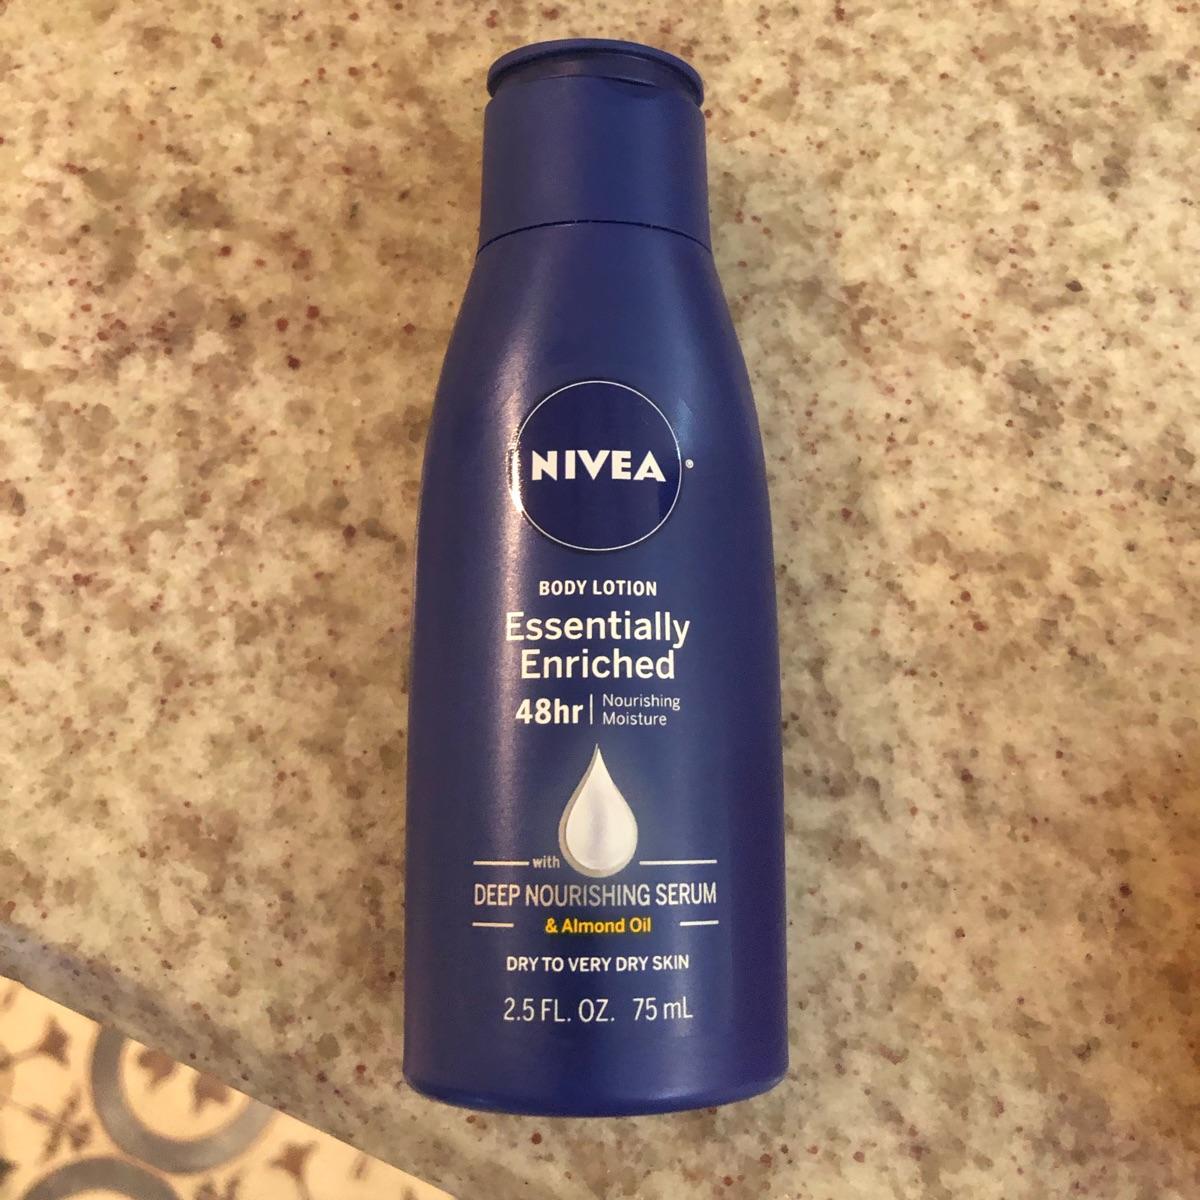 NIVEA®
BODY LOTION
Essentially
Enriched
48hr | Nourishing
Moisture
with
DEEP NOURISHING SERUM
& Almond Oil
DRY TO VERY DRY SKIN
2.5 FL. OZ. 75 mL